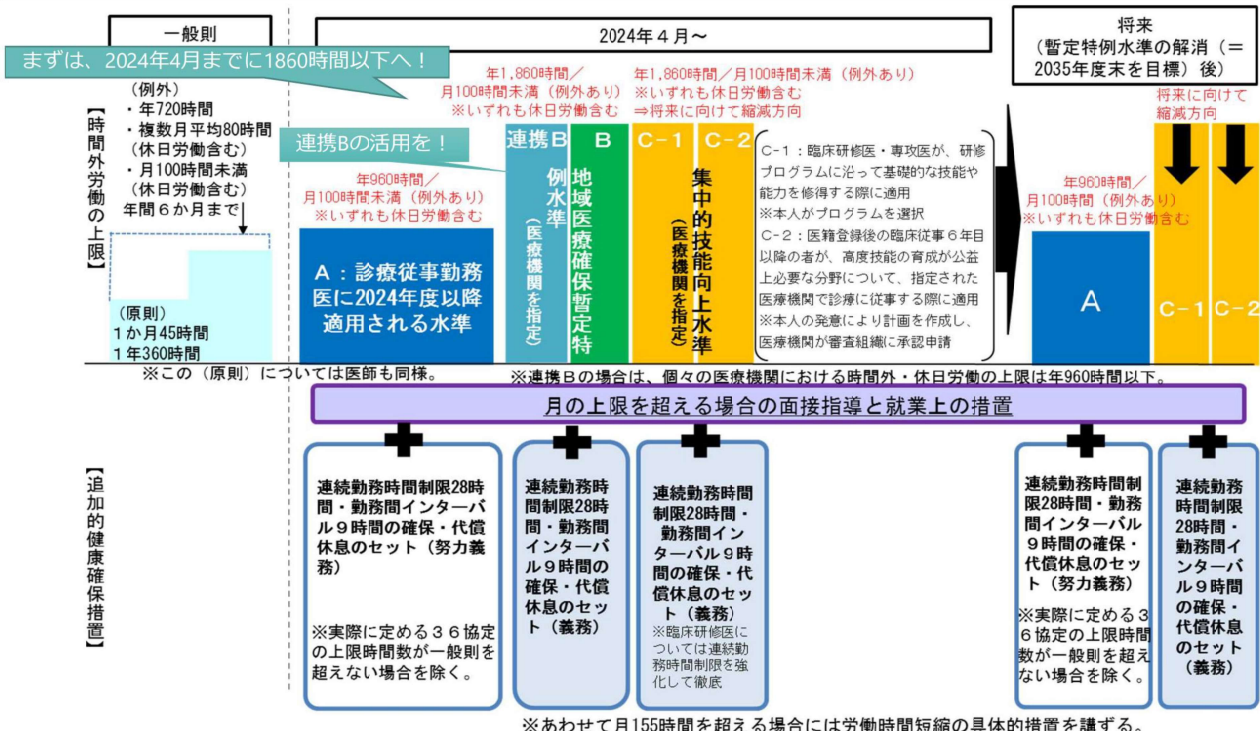 一般則
2024年４月～
将来
（暫定特例水準の解消（＝
2035年度末を目標）後）
まずは、2024年4月までに1860時間以下へ！
【時間外労働の上限】
（例外）
・年720時間
・複数月平均80時間
（休日労働含む）
・月100時間未満
（休日労働含む）
年間６か月まで
（原則）
１か月45時間
１年360時間
※この（原則）については医師も同様。
連携Bの活用を！
年960時間／
月100時間未満（例外あり）
※いずれも休日労働含む
Ａ：診療従事勤務
医に2024年度以降
適用される水準
年1,860時間／
月100時間未満（例外あり）
※いずれも休日労働含む
連携Ｂ
Ｂ
地域医療確保暫定特
例水準
（医療機関を指定）
年1,860時間／月100時間未満（例外あり）
※いずれも休日労働含む
⇒将来に向けて縮減方向
Ｃ-１
Ｃ-２
集中的技能向上水準
（医療機関を指定）
Ｃ-１：臨床研修医・専攻医が、研修
プログラムに沿って基礎的な技能や
能力を修得する際に適用
※本人がプログラムを選択
Ｃ-２：医籍登録後の臨床従事６年目
以降の者が、高度技能の育成が公益
上必要な分野について、指定された
医療機関で診療に従事する際に適用
※本人の発意により計画を作成し、
医療機関が審査組織に承認申請
※連携Ｂの場合は、個々の医療機関における時間外・休日労働の上限は年960時間以下。
年960時間／
月100時間（例外あり）
※いずれも休日労働含む
Ａ
将来に向けて
縮減方向
Ｃ-１
Ｃ-２
月の上限を超える場合の面接指導と就業上の措置
【追加的健康確保措置】
連続勤務時間制限28時
間・勤務間インターバ
ル９時間の確保・代償
休息のセット（努力義
務）
※実際に定める３６協定
の上限時間数が一般則を
超えない場合を除く。
連続勤務時
間制限28時
間・勤務間
インターバ
ル９時間の
確保・代償
休息のセッ
ト（義務）
連続勤務時間
制限28時間・
勤務間イン
ターバル９時
間の確保・代
償休息のセッ
ト（義務）
※臨床研修医に
ついては連続勤
務時間制限を強
化して徹底
連続勤務時間制
限28時間・勤務
間インターバル
９時間の確保・
代償休息のセッ
ト（努力義務）
※実際に定める３
６協定の上限時間
数が一般則を超え
ない場合を除く。
連続勤務
時間制限
28時間・
勤務間イ
ンターバ
ル９時間
の確保・
代償休息
のセット
（義務）
※あわせて月155時間を超える場合には労働時間短縮の具体的措置を講ずる。